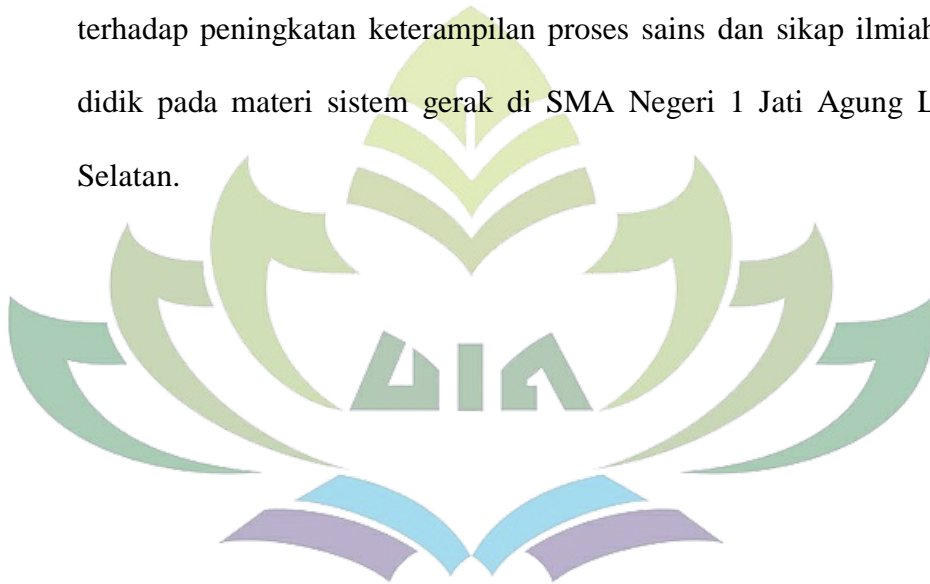 terhadap peningkatan keterampilan proses sains dan sikap ilmiah
didik pada materi sistem gerak di SMA Negeri 1 Jati Agung
Selatan.
UIN